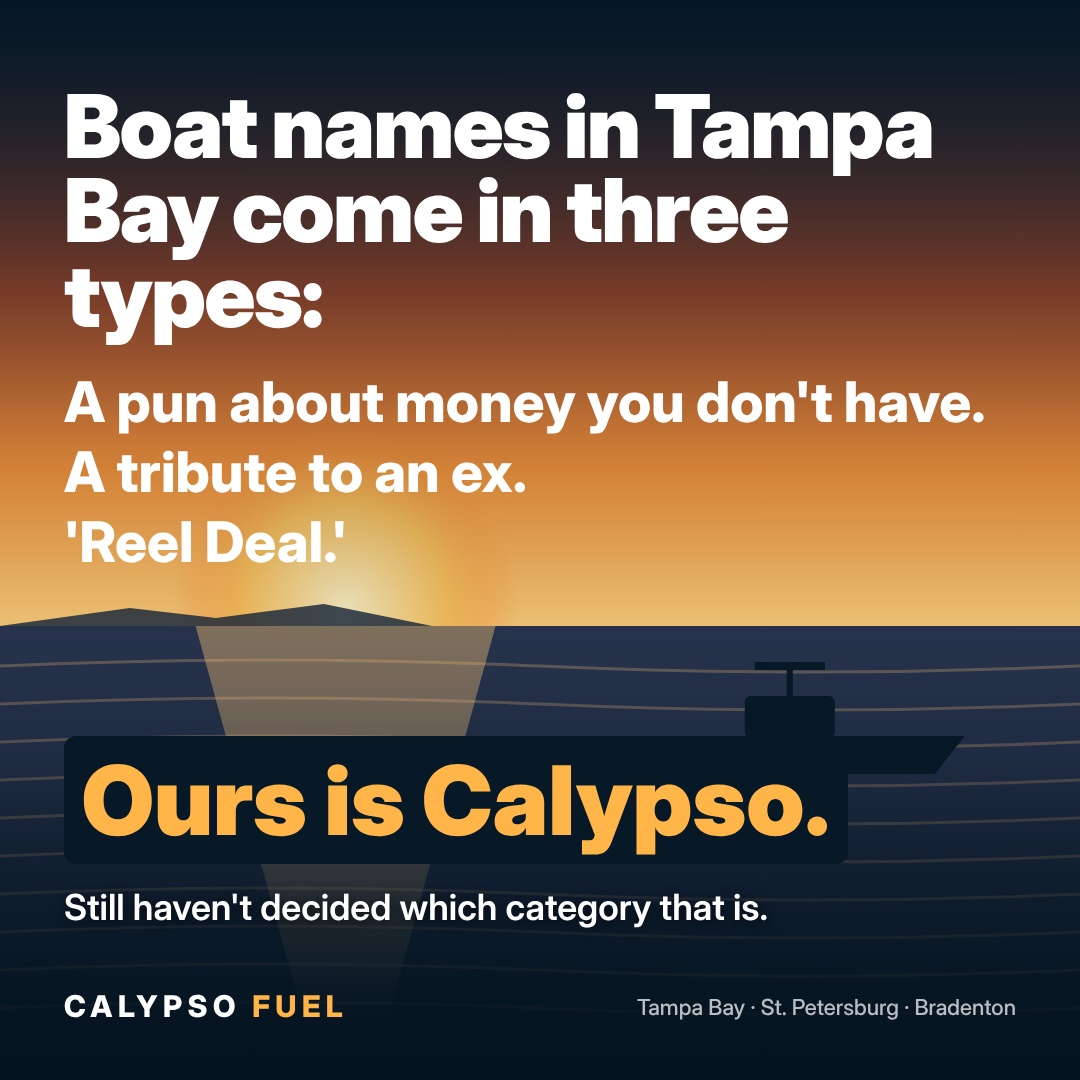 Boat names in Tampa
Bay come in three
types:
A pun about money you don't have.
A tribute to an ex.
'Reel Deal.'
Ours is Calypso.
Still haven't decided which category that is.
CALYPSO FUEL
Tampa Bay · St. Petersburg · Bradenton